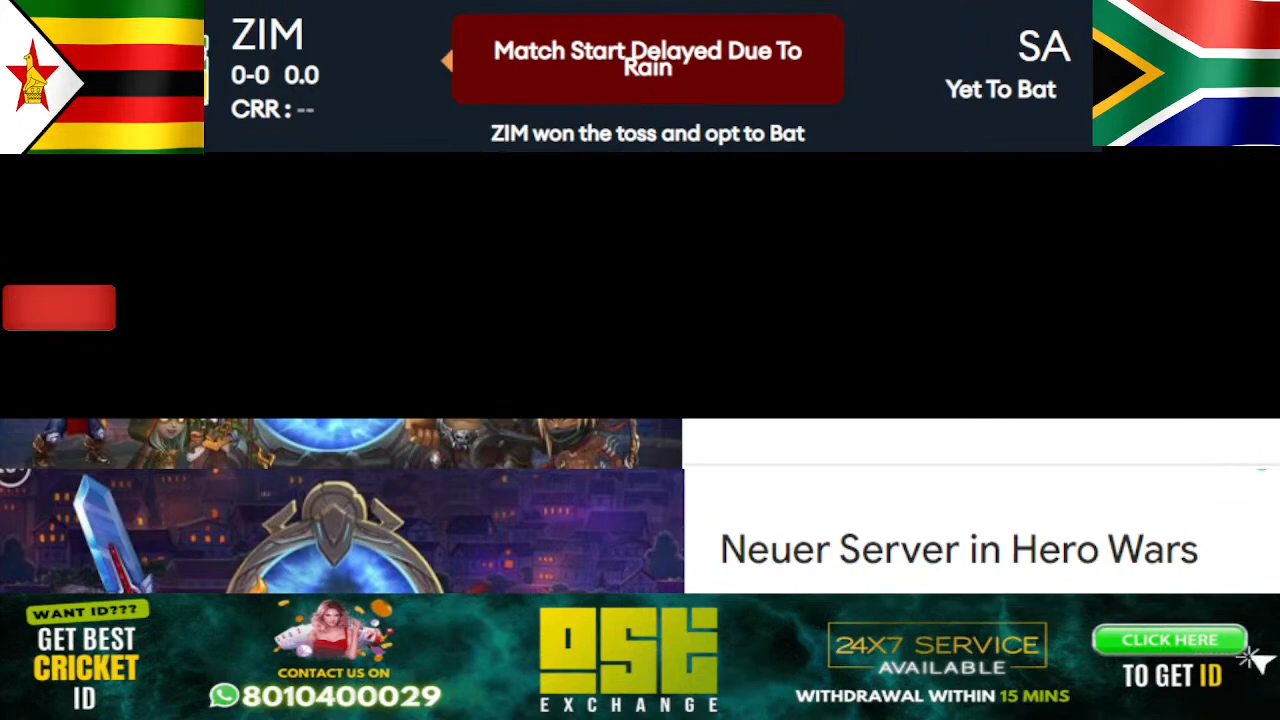 ZIM
0-0 0.0
CRR : --
Match Start Delayed Due To
Rain
ZIM won the toss and opt to Bat
SA
Yet To Bat
Neuer Server in Hero Wars
WANT ID???
GET BEST
CRICKET
ID
CONTACT US ON
8010400029
OSE
EXCHANGE
24X7 SERVICE
AVAILABLE
WITHDRAWAL WITHIN 15 MINS
CLICK HERE
TO GET ID